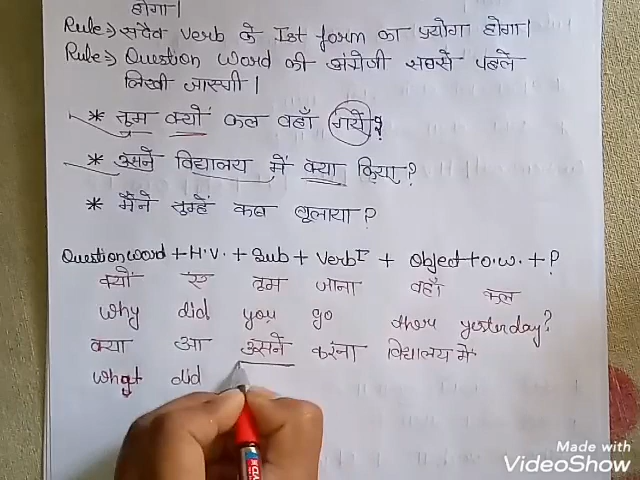 होगा।
Rule⇒ सदैव Verb के Ist form का प्रयोग होगा।
Rule⇒ Question Word की अंग्रेजी सबसे पहले
लिखी जाएगी।
* तुम क्यों कल वहाँ गये?
* उसने विद्यालय में क्या किया?
* मैंने तुम्हें कब बूलाया?
Question word + H.V. + Sub + Verb I + Object + O.W. + ?
क्यों तुम जाना वहाँ कल
Why did you go there yesterday?
क्या उसने करना विद्यालय में
What did
Made with
VideoShow